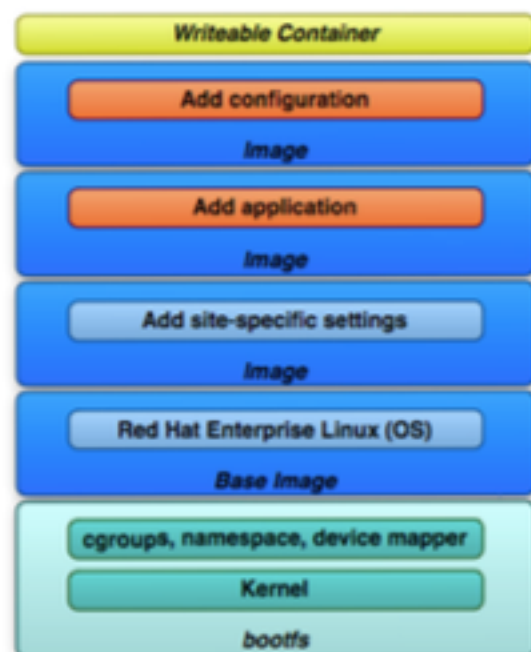 Writeable Container
Add configuration
Image
Add application
Image
Add site-specific settings
Image
Red Hat Enterprise Linux (OS)
Base Image
cgroups, namespace, device mapper
Kernel
bootfs